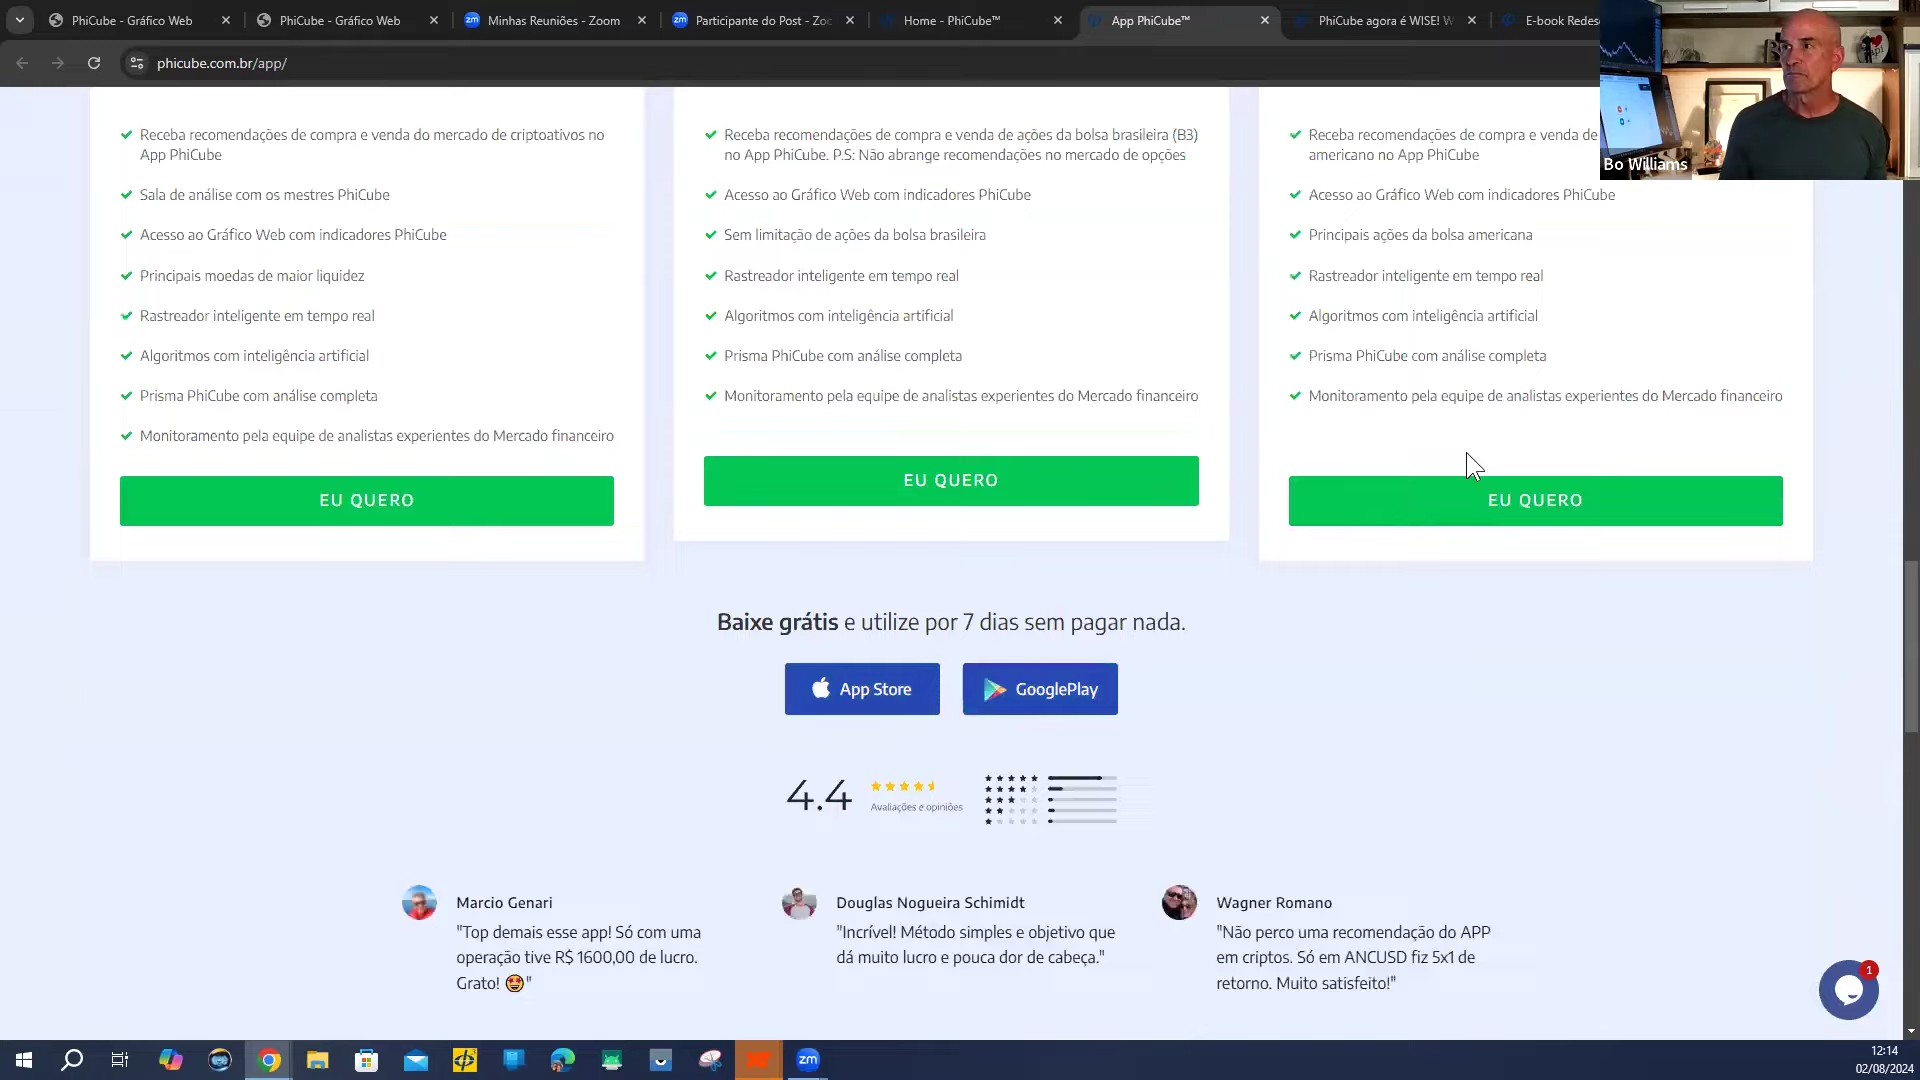 PhiCube - Gráfico Web
PhiCube - Gráfico Web
Minhas Reuniões - Zoom
Participante do Post - Zoo
Home - PhiCube™
App PhiCube™
PhiCube agora é WISE! W
E-book Redes
phicube.com.br/app/
Bo Williams
Receba recomendações de compra e venda do mercado de criptoativos no
App PhiCube
Sala de análise com os mestres PhiCube
Acesso ao Gráfico Web com indicadores PhiCube
Principais moedas de maior liquidez
Rastreador inteligente em tempo real
Algoritmos com inteligência artificial
Prisma PhiCube com análise completa
Monitoramento pela equipe de analistas experientes do Mercado financeiro
EU QUERO
Receba recomendações de compra e venda de ações da bolsa brasileira (B3)
no App PhiCube. P.S: Não abrange recomendações no mercado de opções
Acesso ao Gráfico Web com indicadores PhiCube
Sem limitação de ações da bolsa brasileira
Rastreador inteligente em tempo real
Algoritmos com inteligência artificial
Prisma PhiCube com análise completa
Monitoramento pela equipe de analistas experientes do Mercado financeiro
EU QUERO
Receba recomendações de compra e venda de
americano no App PhiCube
Acesso ao Gráfico Web com indicadores PhiCube
Principais ações da bolsa americana
Rastreador inteligente em tempo real
Algoritmos com inteligência artificial
Prisma PhiCube com análise completa
Monitoramento pela equipe de analistas experientes do Mercado financeiro
EU QUERO
Baixe grátis e utilize por 7 dias sem pagar nada.
App Store
GooglePlay
4.4
Avaliações e opiniões
Marcio Genari
"Top demais esse app! Só com uma
operação tive R$ 1600,00 de lucro.
Grato! 🤩"
Douglas Nogueira Schimidt
"Incrível! Método simples e objetivo que
dá muito lucro e pouca dor de cabeça."
Wagner Romano
"Não perco uma recomendação do APP
em criptos. Só em ANCUSD fiz 5x1 de
retorno. Muito satisfeito!"
1
zm
12:14
02/08/2024